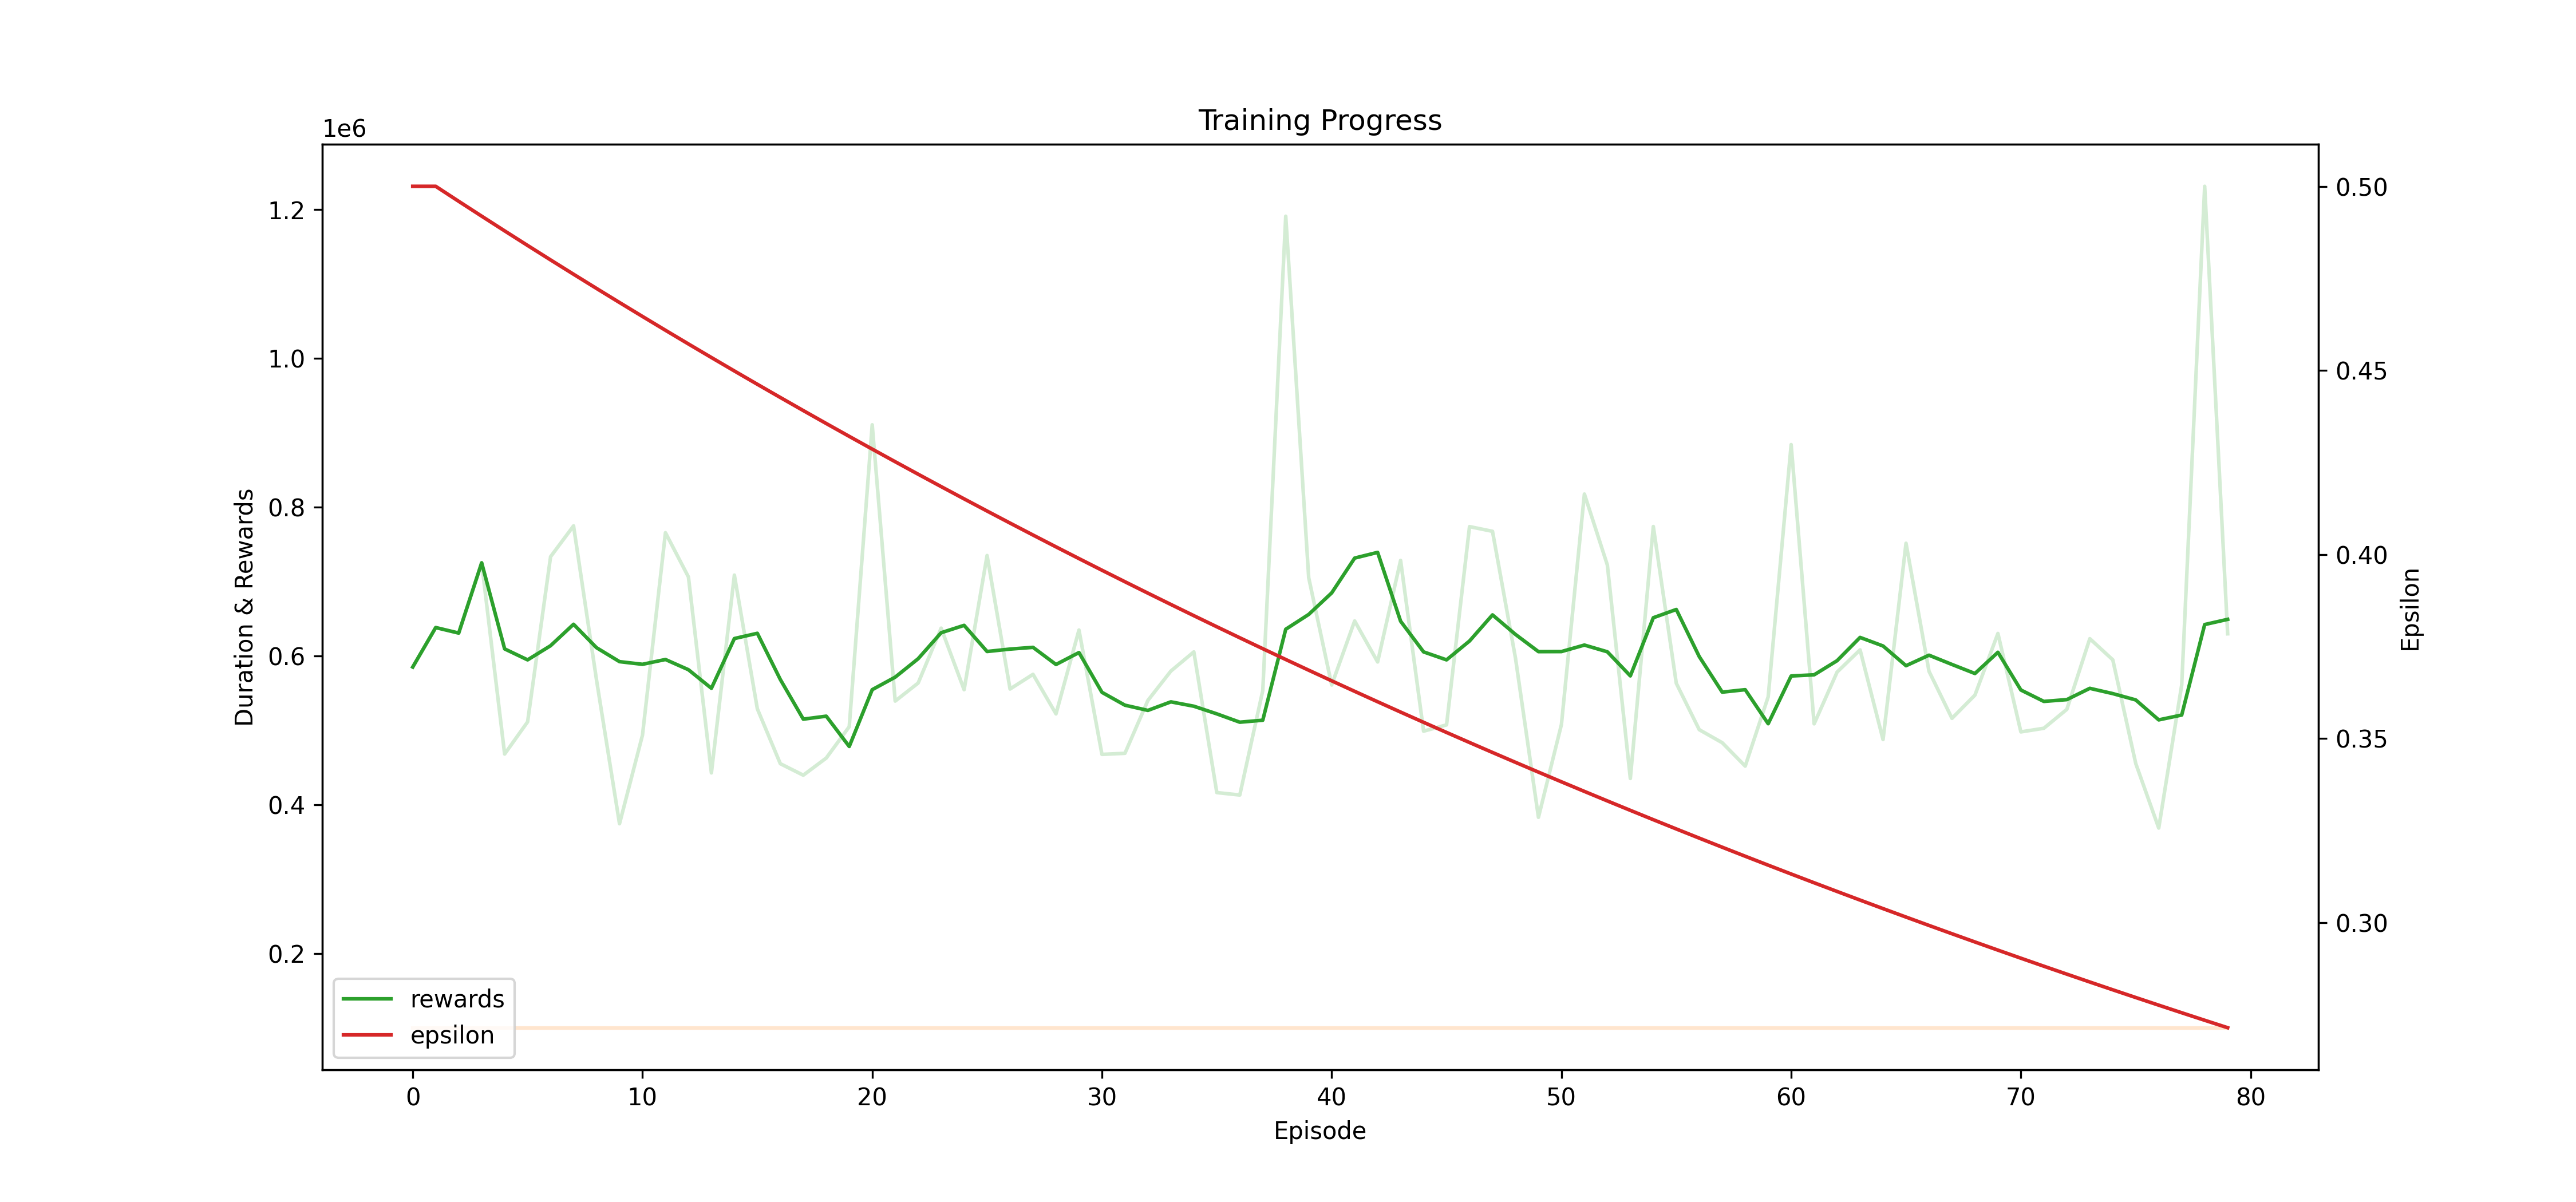 Training Progress
1e6
1.2
1.0
0.8
0.6
0.4
0.2
Duration & Rewards
0.50
0.45
0.40
0.35
0.30
Epsilon
rewards
epsilon
0 10 20 30 40 50 60 70 80
Episode